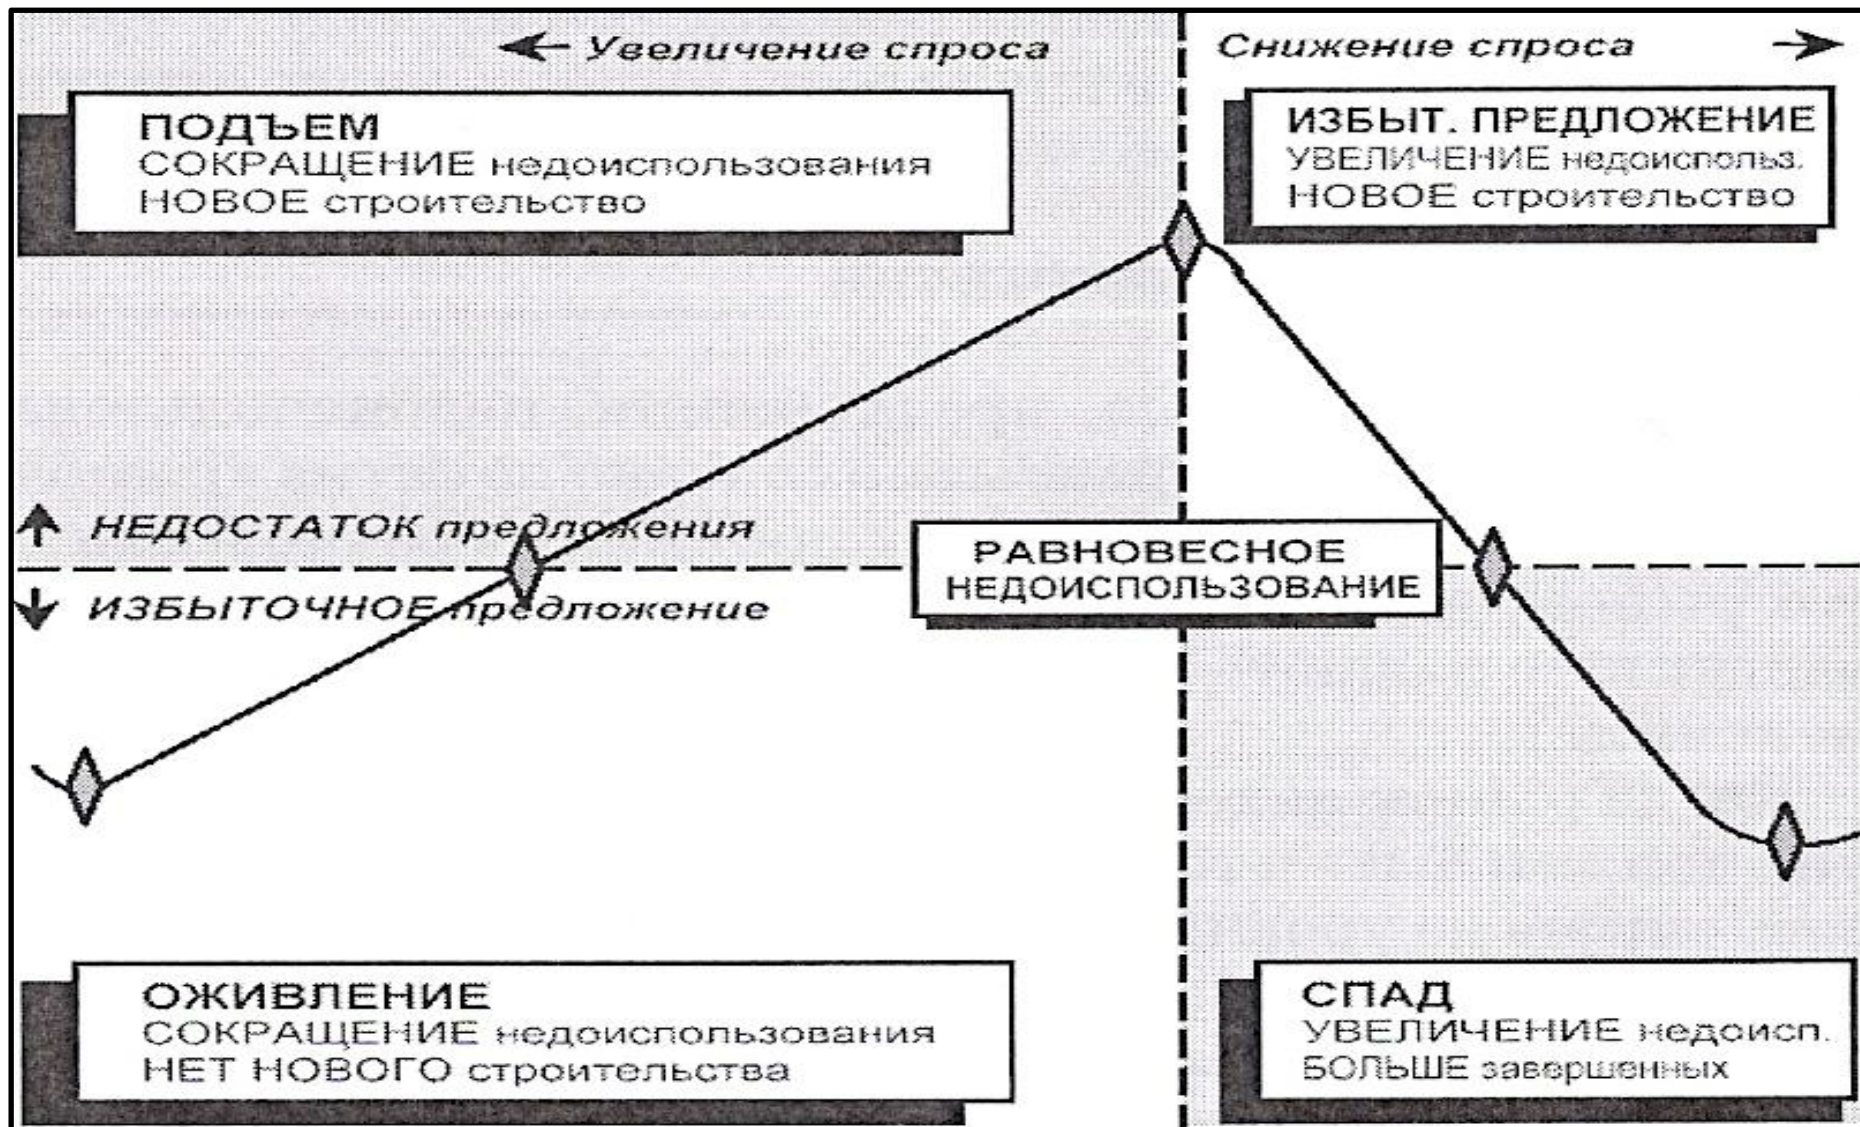 Увеличение спроса
Снижение спроса
ПОДЪЕМ
СОКРАЩЕНИЕ недоиспользования
НОВОЕ строительство
ИЗБЫТ. ПРЕДЛОЖЕНИЕ
УВЕЛИЧЕНИЕ недоиспольз.
НОВОЕ строительство
НЕДОСТАТОК предложения
ИЗБЫТОЧНОЕ предложение
РАВНОВЕСНОЕ
НЕДОИСПОЛЬЗОВАНИЕ
ОЖИВЛЕНИЕ
СОКРАЩЕНИЕ недоиспользования
НЕТ НОВОГО строительства
СПАД
УВЕЛИЧЕНИЕ недоисп.
БОЛЬШЕ завершенных